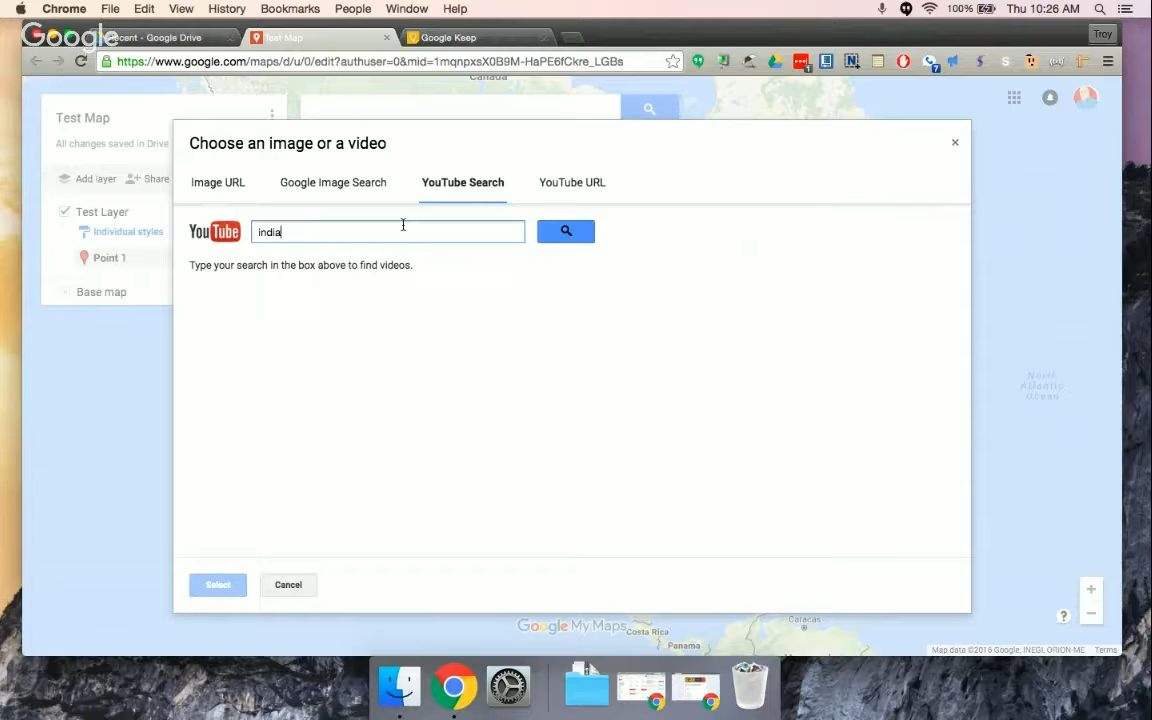 Chrome File Edit View History Bookmarks People Window Help 100% Thu 10:26 AM
Google
Recent - Google Drive Test Map Google Keep Troy
https://www.google.com/maps/d/u/0/edit?authuser=0&mid=1mqnpxsX0B9M-HaPE6fCkre_LGBs
Canada
Test Map
All changes saved in Drive
Add layer Share
Test Layer
Individual styles
Point 1
Base map
Choose an image or a video
Image URL Google Image Search YouTube Search YouTube URL
YouTube india
Type your search in the box above to find videos.
Select Cancel
North
Atlantic
Ocean
Google My Maps
Costa Rica
Panama
Caracas
Map data ©2016 Google, INEGI, ORION-ME Terms